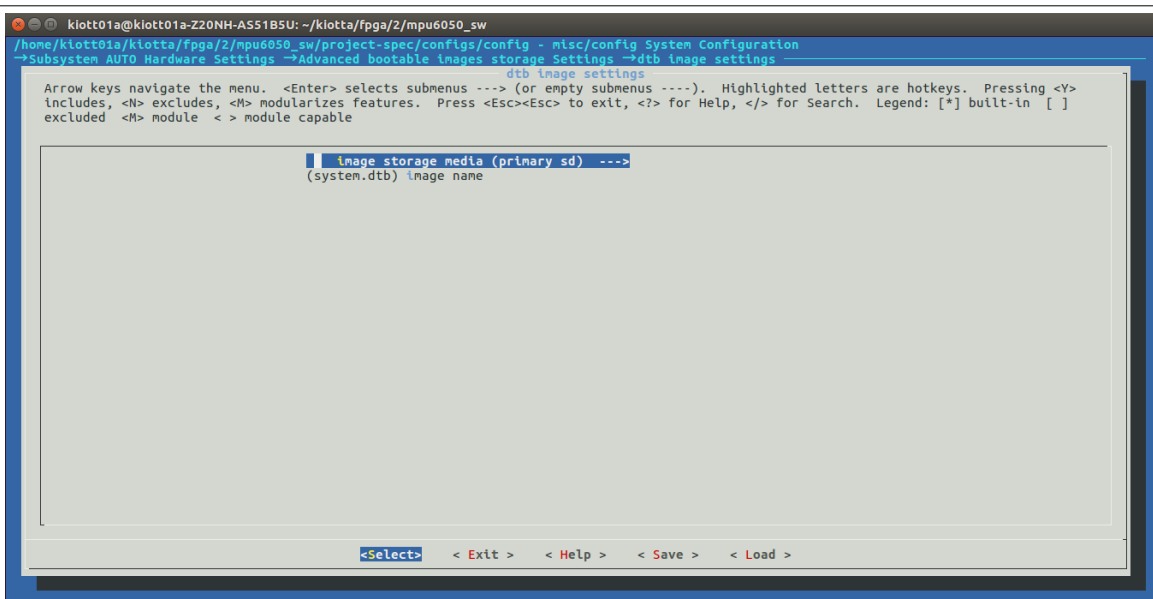 kiott01a@kiott01a-Z20NH-AS51B5U: ~/kiotta/fpga/2/mpu6050_sw
/home/kiott01a/kiotta/fpga/2/mpu6050_sw/project-spec/configs/config - misc/config System Configuration
→Subsystem AUTO Hardware Settings →Advanced bootable images storage Settings →dtb image settings
dtb image settings
Arrow keys navigate the menu.  <Enter> selects submenus ---> (or empty submenus ----).  Highlighted letters are hotkeys.  Pressing <Y>
includes, <N> excludes, <M> modularizes features.  Press <Esc><Esc> to exit, <?> for Help, </> for Search.  Legend: [*] built-in  [ ]
excluded  <M> module  < > module capable
image storage media (primary sd)  --->
(system.dtb) image name
<Select>    < Exit >    < Help >    < Save >    < Load >